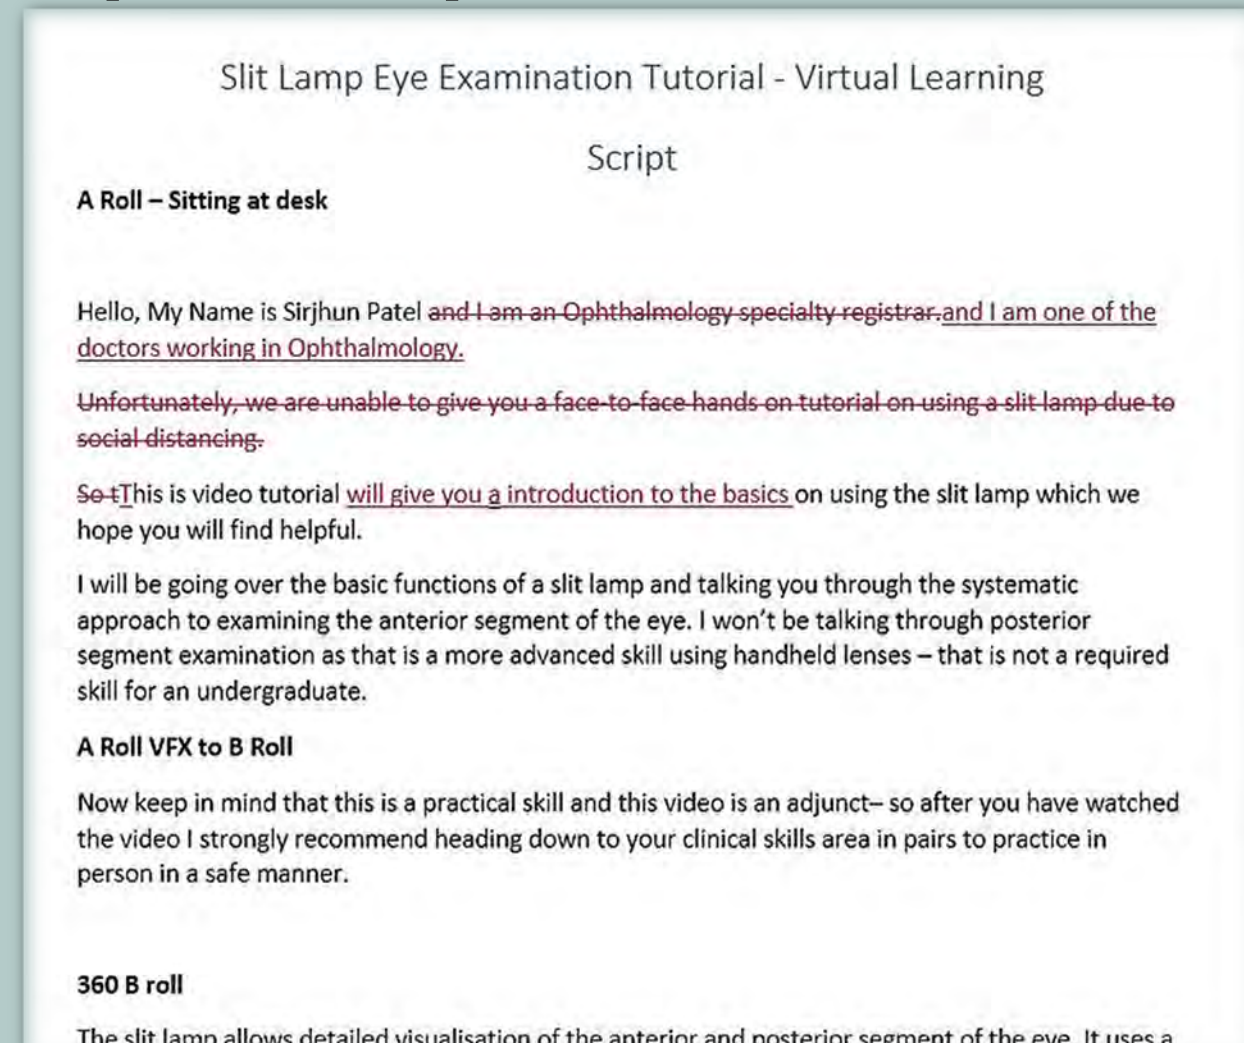 Slit Lamp Eye Examination Tutorial - Virtual Learning
Script
A Roll – Sitting at desk
Hello, My Name is Sirjhun Patel and I am an Ophthalmology specialty registrar.and I am one of the
doctors working in Ophthalmology.
Unfortunately, we are unable to give you a face-to-face hands on tutorial on using a slit lamp due to
social distancing.
So tThis is video tutorial will give you a introduction to the basics on using the slit lamp which we
hope you will find helpful.
I will be going over the basic functions of a slit lamp and talking you through the systematic
approach to examining the anterior segment of the eye. I won't be talking through posterior
segment examination as that is a more advanced skill using handheld lenses – that is not a required
skill for an undergraduate.
A Roll VFX to B Roll
Now keep in mind that this is a practical skill and this video is an adjunct– so after you have watched
the video I strongly recommend heading down to your clinical skills area in pairs to practice in
person in a safe manner.
360 B roll
The slit lamp allows detailed visualisation of the anterior and posterior segment of the eye. It uses a